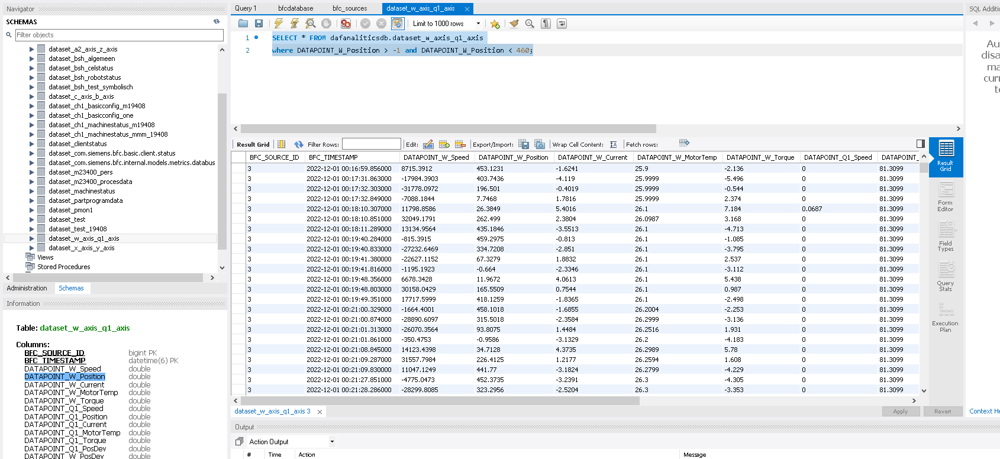 Navigator
SCHEMAS
Filter objects
dataset_a2_axis_z_axis
dataset_bsh_algemeen
dataset_bsh_celstatus
dataset_bsh_robotstatus
dataset_bsh_test_symbolisch
dataset_c_axis_b_axis
dataset_ch1_basicconfig_m19408
dataset_ch1_basicconfig_one
dataset_ch1_machinestatus_m19408
dataset_ch1_machinestatus_mmm_19408
dataset_clientstatus
dataset_com.siemens.bfc.basic.client.status
dataset_com.siemens.bfc.internal.models.metrics.databus
dataset_m23400_pers
dataset_m23400_procesdata
dataset_machinestatus
dataset_partprogramdata
dataset_pmon1
dataset_test
dataset_test_19408
dataset_w_axis_q1_axis
dataset_x_axis_y_axis
Views
Stored Procedures
Administration Schemas
Information
Table: dataset_w_axis_q1_axis
Columns:
BFC_SOURCE_ID bigint PK
BFC_TIMESTAMP datetime(6) PK
DATAPOINT_W_Speed double
DATAPOINT_W_Position double
DATAPOINT_W_Current double
DATAPOINT_W_MotorTemp double
DATAPOINT_W_Torque double
DATAPOINT_Q1_Speed double
DATAPOINT_Q1_Position double
DATAPOINT_Q1_Current double
DATAPOINT_Q1_MotorTemp double
DATAPOINT_Q1_Torque double
DATAPOINT_Q1_PosDev double
DATAPOINT_W_PosDev double
Query 1 bfcdatabase bfc_sources dataset_w_axis_q1_axis
Limit to 1000 rows
1 SELECT * FROM dafanaliticsdb.dataset_w_axis_q1_axis
2 where DATAPOINT_W_Position > -1 and DATAPOINT_W_Position < 460;
Result Grid Filter Rows: Edit: Export/Import: Wrap Cell Content: Fetch rows:
BFC_SOURCE_ID BFC_TIMESTAMP DATAPOINT_W_Speed DATAPOINT_W_Position DATAPOINT_W_Current DATAPOINT_W_MotorTemp DATAPOINT_W_Torque DATAPOINT_Q1_Speed DATAPOINT_
3 2022-12-01 00:16:59.856000 8715.3912 453.1231 -1.6241 25.9 -2.136 0 81.3099
3 2022-12-01 00:17:31.863000 -17984.3903 403.7436 -4.119 25.9999 -5.496 0 81.3099
3 2022-12-01 00:17:32.303000 -31778.0972 196.501 -0.4019 25.9999 -0.544 0 81.3099
3 2022-12-01 00:17:32.849000 -7088.1844 7.7468 1.7816 25.9999 2.374 0 81.3099
3 2022-12-01 00:18:10.307000 11798.8586 26.3849 5.4016 26.1 7.184 0.0687 81.3099
3 2022-12-01 00:18:10.851000 32049.1791 262.499 2.3804 26.0987 3.168 0 81.3099
3 2022-12-01 00:18:11.289000 13134.9564 435.1846 -3.5513 26.1 -4.713 0 81.3099
3 2022-12-01 00:19:40.284000 -815.3915 459.2975 -0.813 26.1 -1.085 0 81.3099
3 2022-12-01 00:19:40.833000 -27232.6469 334.7208 -2.851 26.1 -3.795 0 81.3099
3 2022-12-01 00:19:41.380000 -22627.1152 67.3279 1.8832 26.1 2.537 0 81.3099
3 2022-12-01 00:19:41.816000 -1195.1923 -0.664 -2.3346 26.1 -3.112 0 81.3099
3 2022-12-01 00:19:48.356000 6678.3428 11.9672 4.0613 26.1 5.438 0 81.3099
3 2022-12-01 00:19:48.803000 30158.0429 165.5509 0.7544 26.1 0.987 0 81.3099
3 2022-12-01 00:19:49.351000 17717.5999 418.1259 -1.8365 26.1 -2.498 0 81.3099
3 2022-12-01 00:21:00.329000 -1664.4001 458.1018 -1.6855 26.2004 -2.253 0 81.3099
3 2022-12-01 00:21:00.874000 -28890.6097 315.5018 -2.3584 26.2999 -3.136 0 81.3099
3 2022-12-01 00:21:01.313000 -26070.3564 93.8075 1.4484 26.2516 1.931 0 81.3099
3 2022-12-01 00:21:01.861000 -350.4753 -0.9586 -3.1329 26.2 -4.183 0 81.3099
3 2022-12-01 00:21:08.845000 14123.4398 34.7128 4.3735 26.2989 5.78 0 81.3099
3 2022-12-01 00:21:09.287000 31557.7984 226.4125 1.2177 26.2594 1.608 0 81.3099
3 2022-12-01 00:21:09.830000 11047.1249 441.77 -3.1824 26.2799 -4.229 0 81.3099
3 2022-12-01 00:21:27.851000 -4775.0473 452.3735 -3.2391 26.3 -4.305 0 81.3099
3 2022-12-01 00:21:28.286000 -28299.8085 323.2956 -2.5204 26.3 -3.353 0 81.3099
dataset_w_axis_q1_axis 3
Apply Revert
Output
Action Output
# Time Action Message
Result
Grid
Form
Editor
Field
Types
Query
Stats
Execution
Plan
SQL Additi
Au
disa
ma
curr
to
Context He